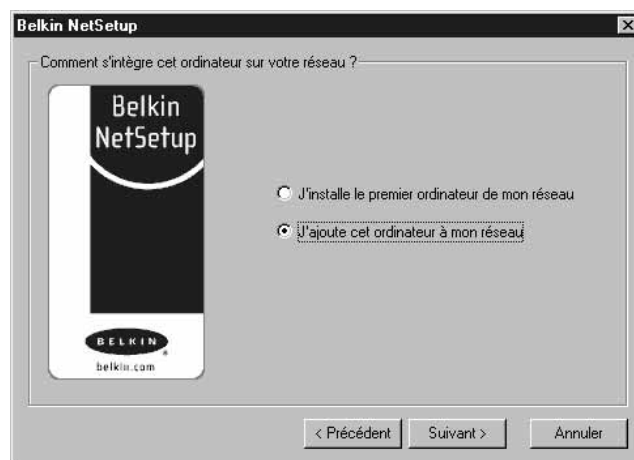 Belkin NetSetup
Comment s'intègre cet ordinateur sur votre réseau ?
Belkin
NetSetup
J'installe le premier ordinateur de mon réseau
J'ajoute cet ordinateur à mon réseau
BELKIN
®
belkin.com
< Précédent
Suivant >
Annuler